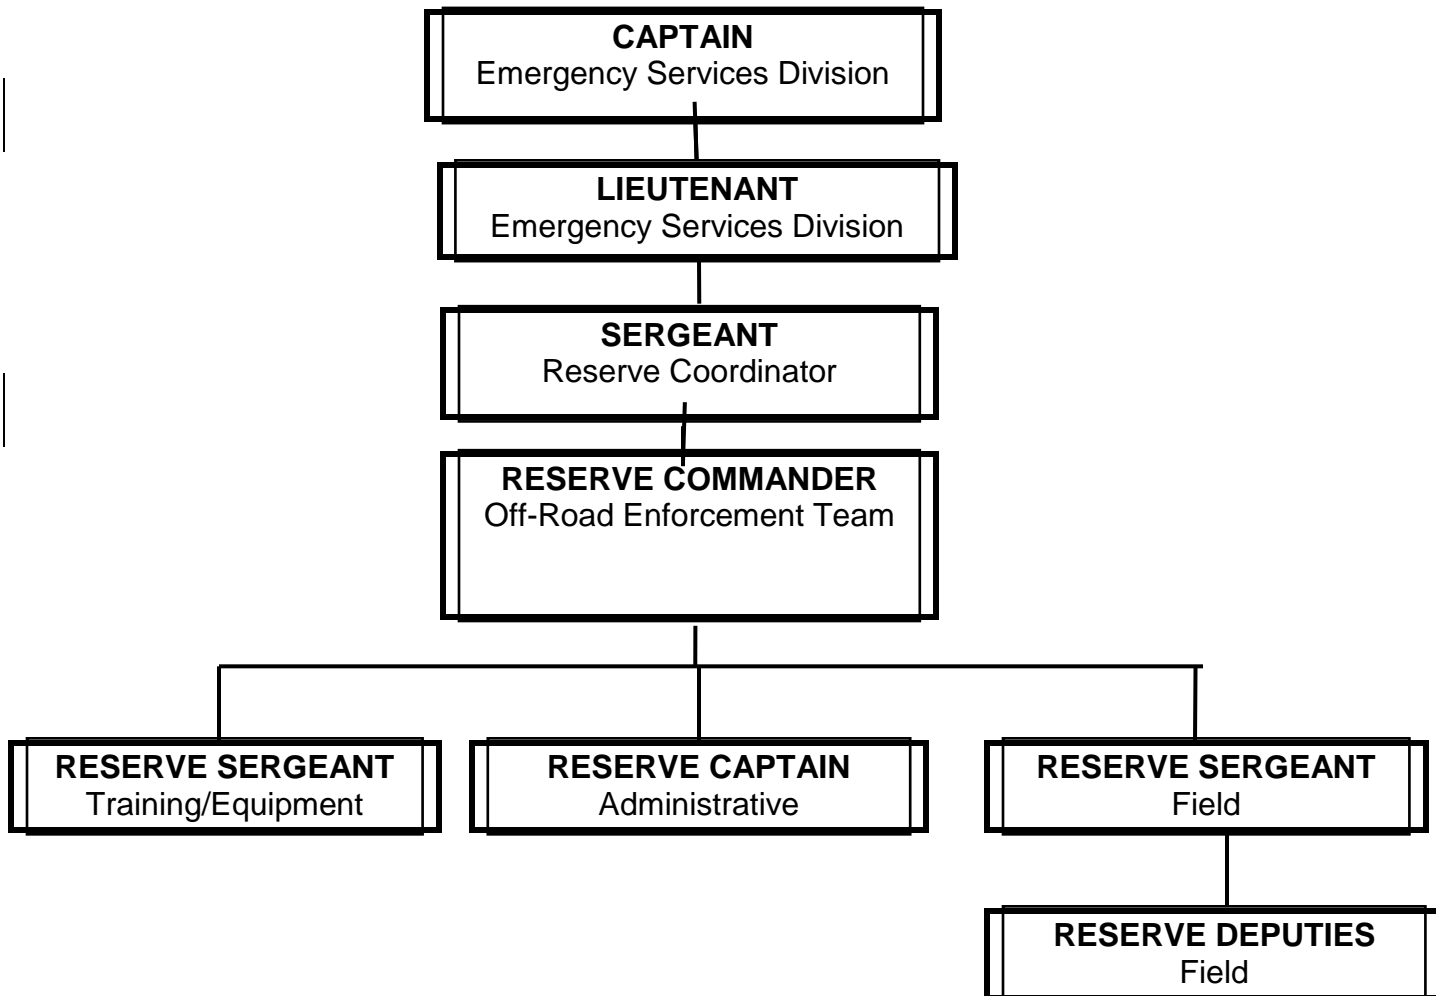 CAPTAIN
Emergency Services Division
LIEUTENANT
Emergency Services Division
SERGEANT
Reserve Coordinator
RESERVE COMMANDER
Off-Road Enforcement Team
RESERVE SERGEANT
Training/Equipment
RESERVE CAPTAIN
Administrative
RESERVE SERGEANT
Field
RESERVE DEPUTIES
Field